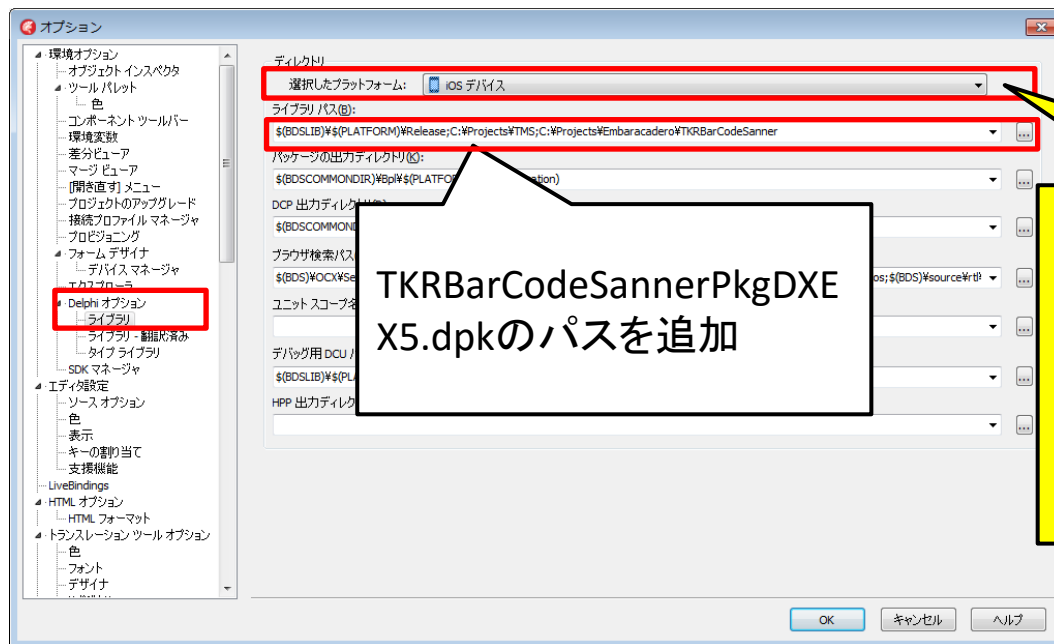 オプション
環境オプション
オブジェクト インスペクタ
ツール パレット
色
コンポーネント ツールバー
環境変数
差分ビューア
マージ ビューア
[開き直す] メニュー
プロジェクトのアップグレード
接続プロファイル マネージャ
プロビジョニング
フォーム デザイナ
デバイス マネージャ
エクスプローラ
Delphi オプション
ライブラリ
ライブラリ - 翻訳済み
タイプ ライブラリ
SDK マネージャ
エディタ設定
ソース オプション
色
表示
キーの割り当て
支援機能
LiveBindings
HTML オプション
HTML フォーマット
トランスレーション ツール オプション
色
フォント
デザイナ
ディレクトリ
選択したプラットフォーム: iOS デバイス
ライブラリ パス(B):
$(BDSLIB)¥$(PLATFORM)¥Release;C:¥Projects¥TMS;C:¥Projects¥Embaracadero¥TKRBarCodeSanner
パッケージの出力ディレクトリ(K):
$(BDSCOMMONDIR)¥Bpl¥$(PLATFO ation)
DCP 出力ディレクト
$(BDSCOMMON
ブラウザ検索パス
$(BDS)¥OCX¥Se os;$(BDS)¥source¥rtl¥
ユニット スコープ名
デバッグ用 DCU パ
$(BDSLIB)¥$(PL
HPP 出力ディレク
TKRBarCodeSannerPkgDXE
X5.dpkのパスを追加
OK キャンセル ヘルプ